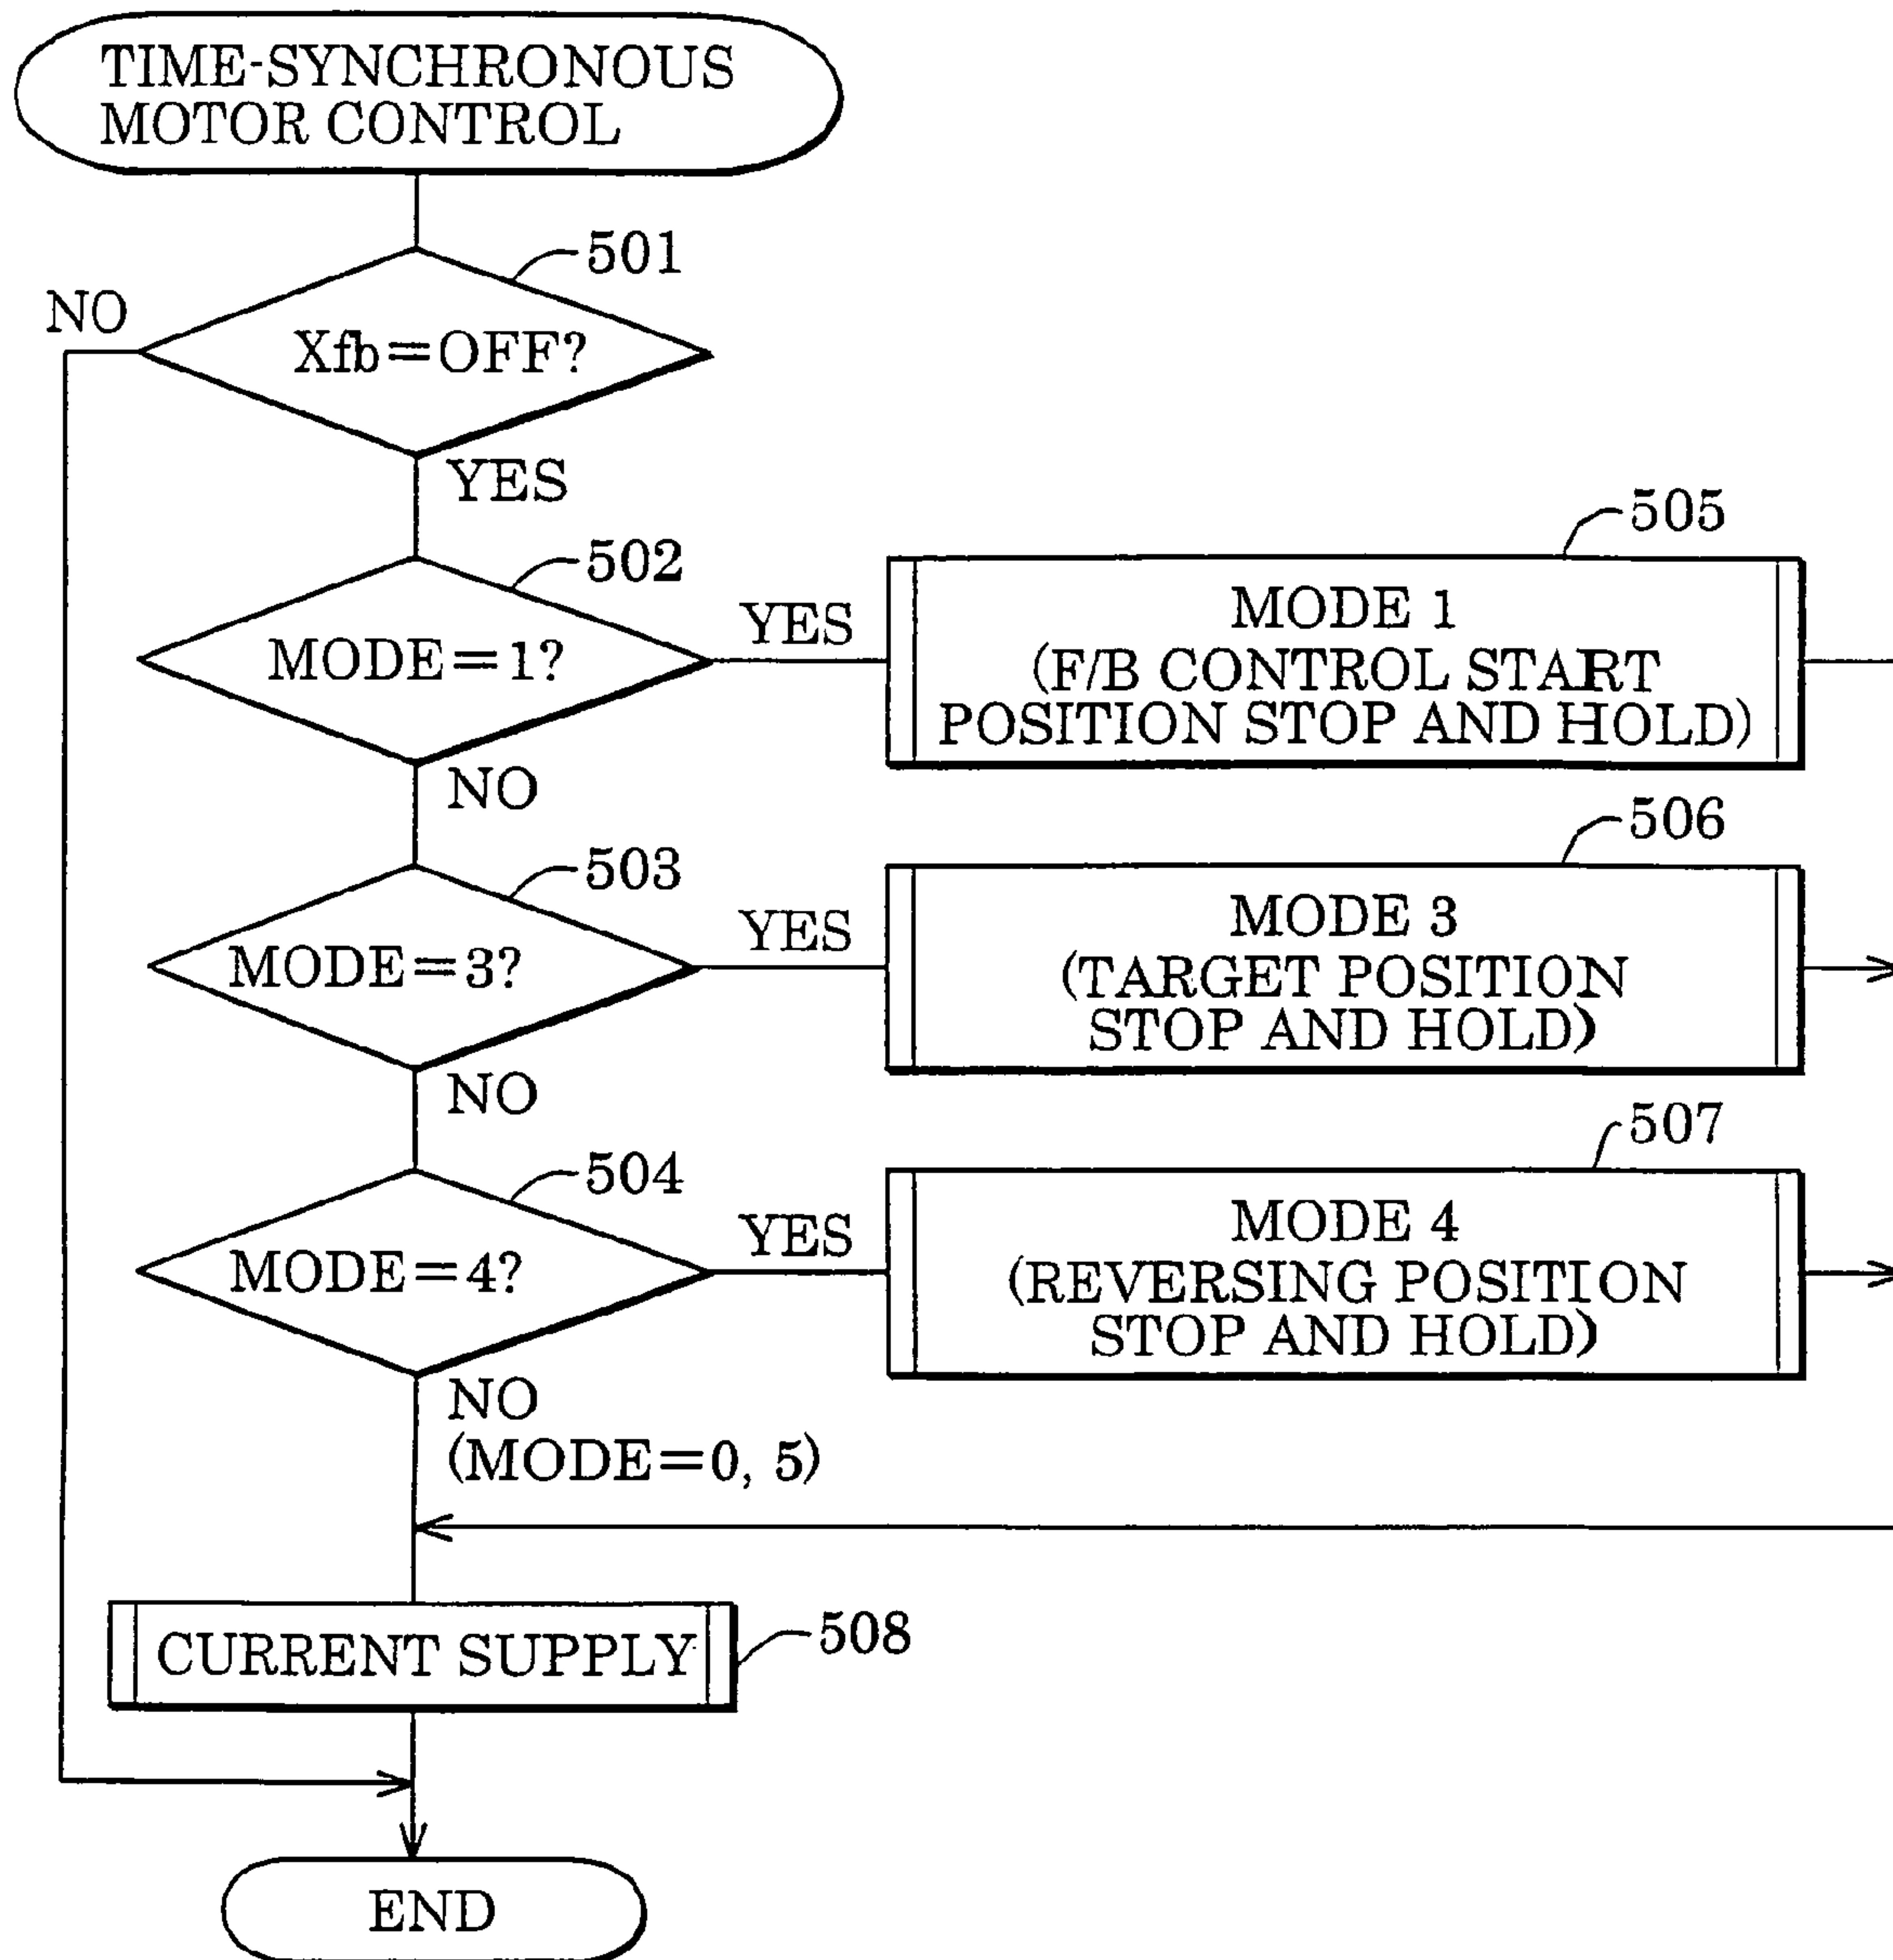 TIME-SYNCHRONOUS
MOTOR CONTROL
501
NO
Xfb=OFF?
YES
502
MODE=1?
YES
505
MODE 1
(F/B CONTROL START
POSITION STOP AND HOLD)
NO
503
MODE=3?
YES
506
MODE 3
(TARGET POSITION
STOP AND HOLD)
NO
504
MODE=4?
YES
507
MODE 4
(REVERSING POSITION
STOP AND HOLD)
NO
(MODE=0, 5)
CURRENT SUPPLY
508
END